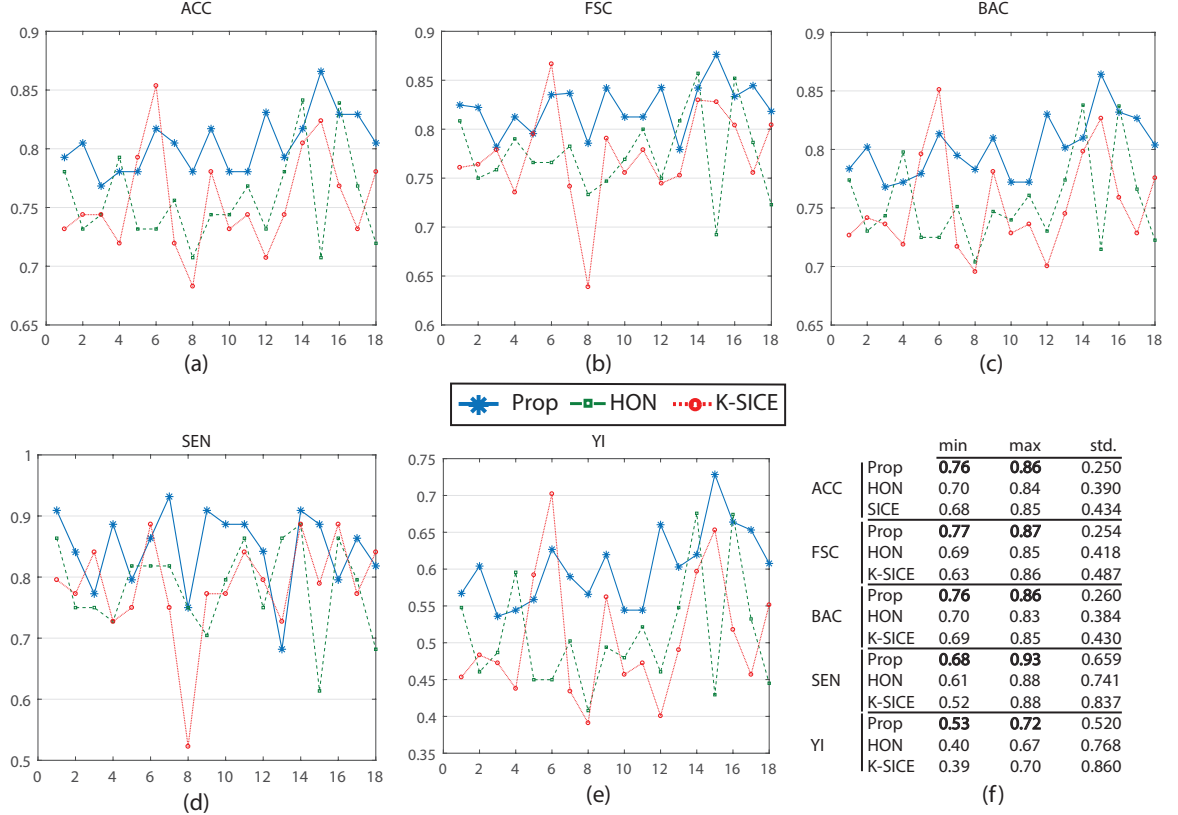 ACC
0.9
0.85
0.8
0.75
0.7
0.65
0 2 4 6 8 10 12 14 16 18
(a)
FSC
0.9
0.85
0.8
0.75
0.7
0.65
0.6
0 2 4 6 8 10 12 14 16 18
(b)
BAC
0.9
0.85
0.8
0.75
0.7
0.65
0 2 4 6 8 10 12 14 16 18
(c)
Prop HON K-SICE
SEN
1
0.9
0.8
0.7
0.6
0.5
0 2 4 6 8 10 12 14 16 18
(d)
YI
0.75
0.7
0.65
0.6
0.55
0.5
0.45
0.4
0.35
0 2 4 6 8 10 12 14 16 18
(e)
min max std.
Prop 0.76 0.86 0.250
ACC HON 0.70 0.84 0.390
SICE 0.68 0.85 0.434
Prop 0.77 0.87 0.254
FSC HON 0.69 0.85 0.418
K-SICE 0.63 0.86 0.487
Prop 0.76 0.86 0.260
BAC HON 0.70 0.83 0.384
K-SICE 0.69 0.85 0.430
Prop 0.68 0.93 0.659
SEN HON 0.61 0.88 0.741
K-SICE 0.52 0.88 0.837
Prop 0.53 0.72 0.520
YI HON 0.40 0.67 0.768
K-SICE 0.39 0.70 0.860
(f)